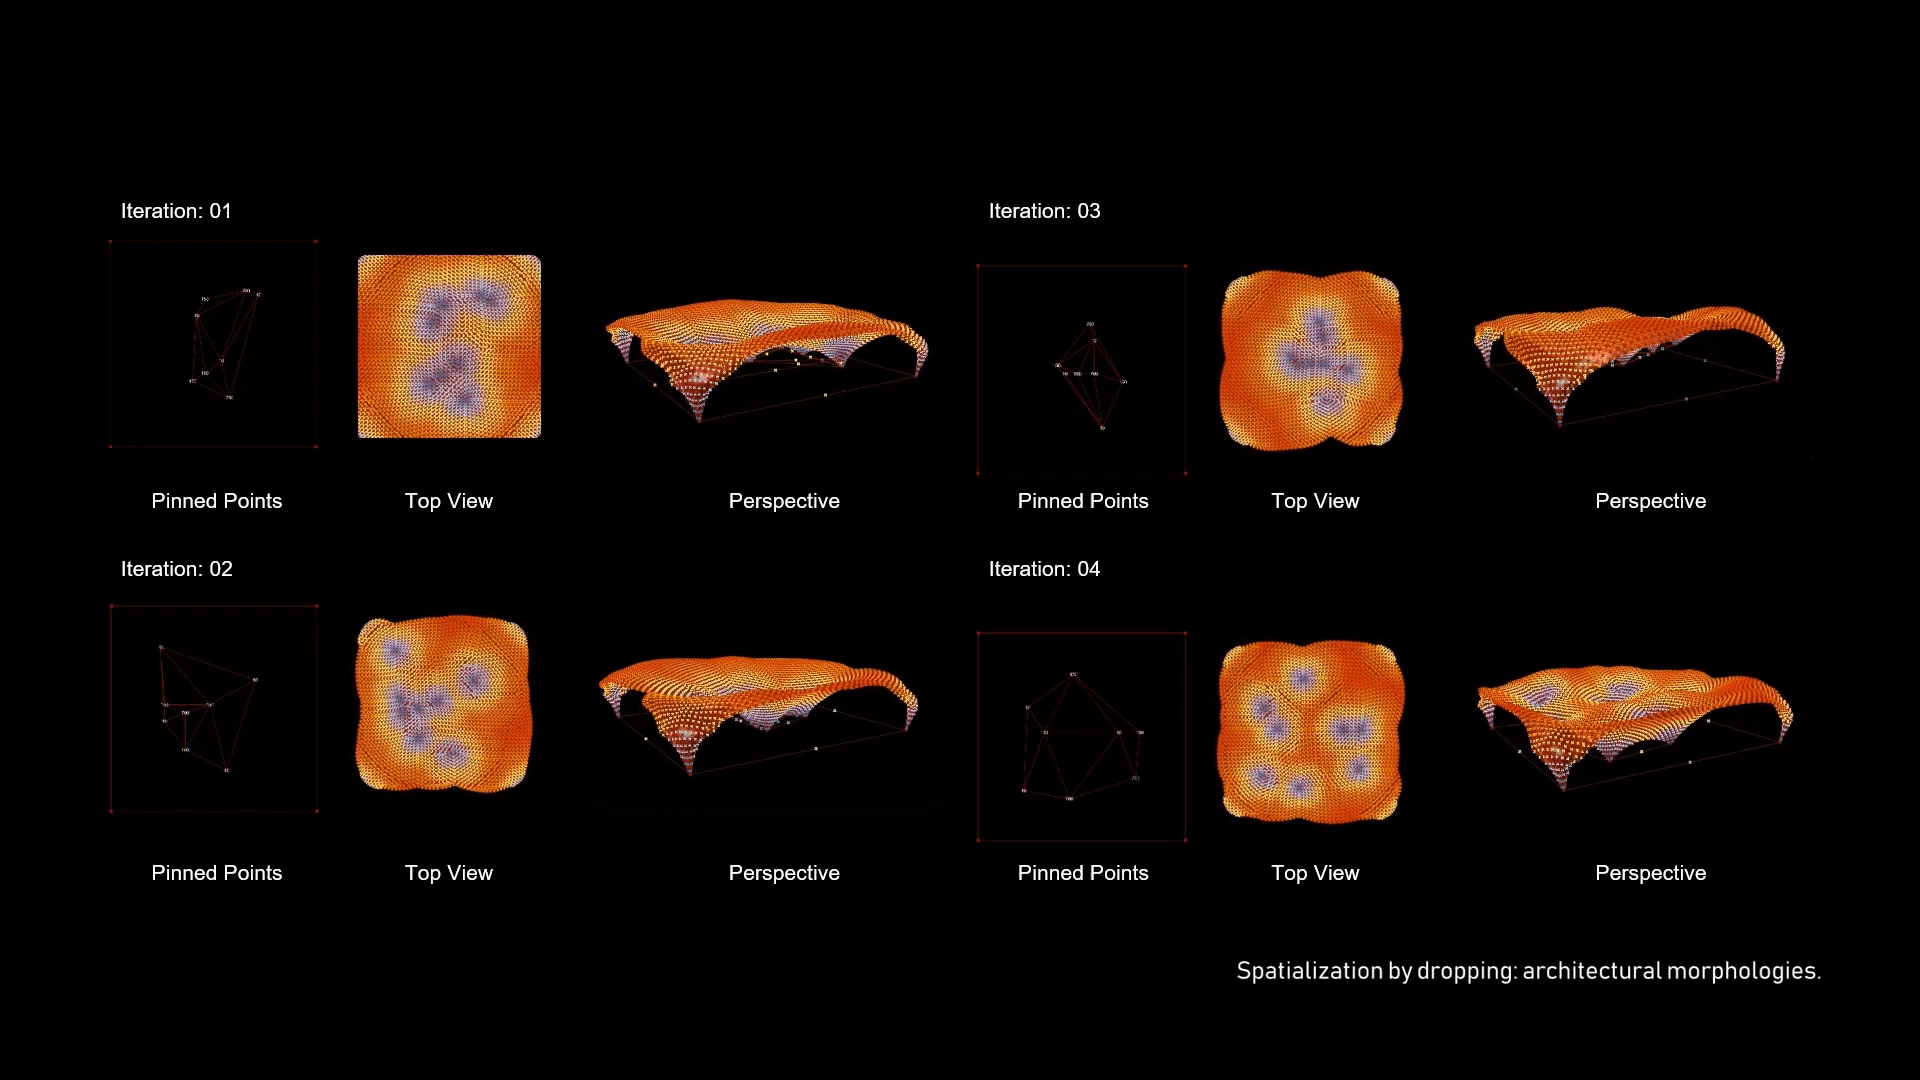 Iteration: 01
Pinned Points
Top View
Perspective
Iteration: 03
Pinned Points
Top View
Perspective
Iteration: 02
Pinned Points
Top View
Perspective
Iteration: 04
Pinned Points
Top View
Perspective
Spatialization by dropping: architectural morphologies.